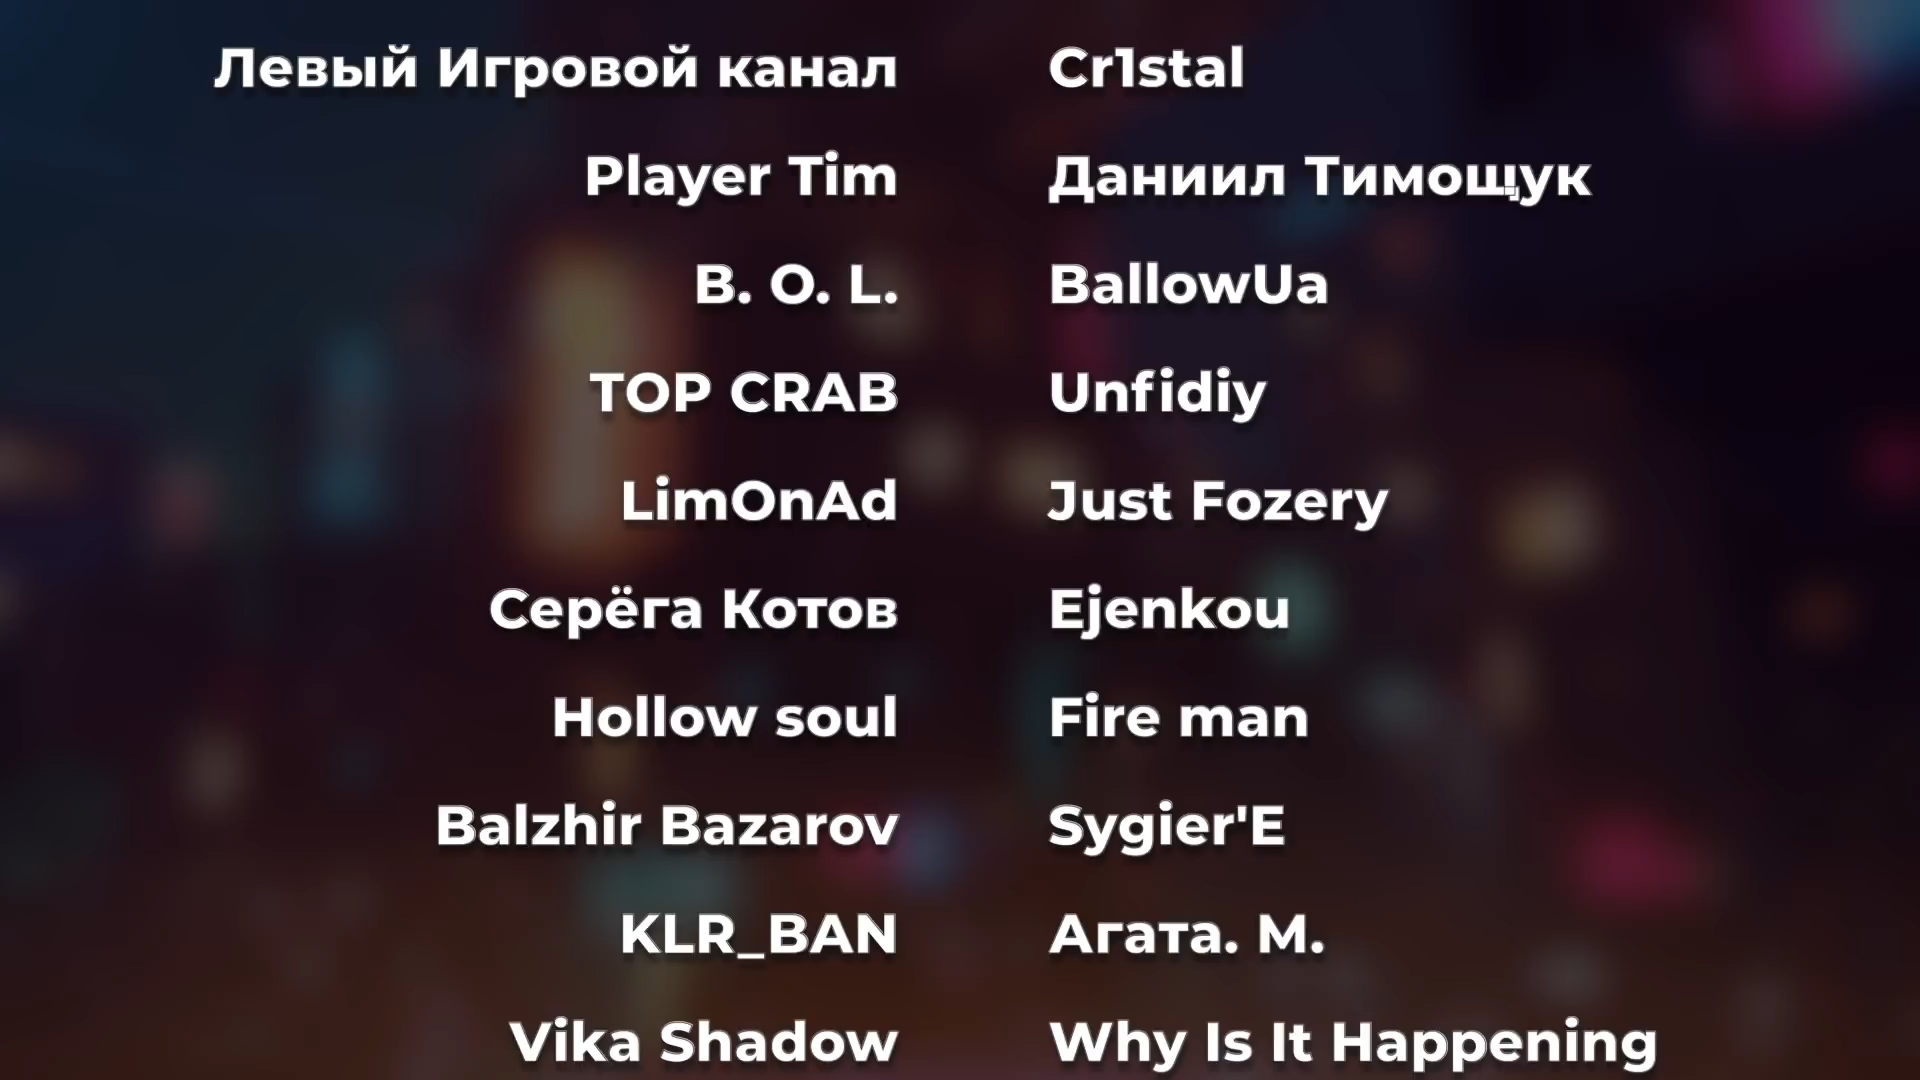 Левый Игровой канал
Cr1stal
Player Tim
Даниил Тимощук
B. O. L.
BallowUa
TOP CRAB
Unfidiy
LimOnAd
Just Fozery
Серёга Котов
Ejenkou
Hollow soul
Fire man
Balzhir Bazarov
Sygier'E
KLR_BAN
Агата. М.
Vika Shadow
Why Is It Happening